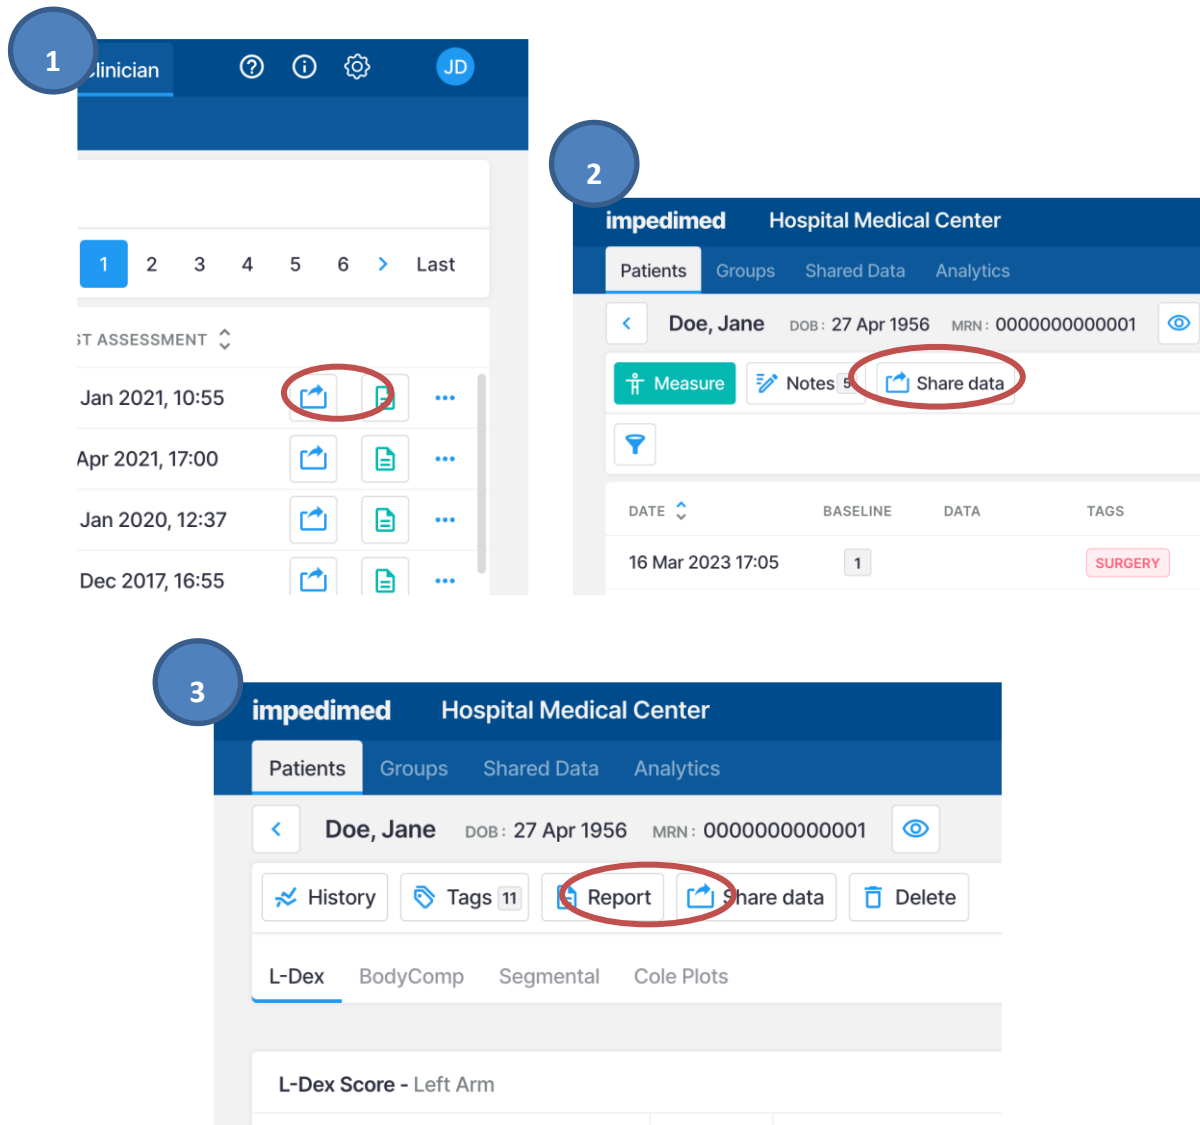 1
Clinician
JD
1 2 3 4 5 6 Last
ST ASSESSMENT
Jan 2021, 10:55
Apr 2021, 17:00
Jan 2020, 12:37
Dec 2017, 16:55
2
impedimed Hospital Medical Center
Patients Groups Shared Data Analytics
Doe, Jane DOB: 27 Apr 1956 MRN: 0000000000001
Measure Notes 5 Share data
DATE BASELINE DATA TAGS
16 Mar 2023 17:05 1 SURGERY
3
impedimed Hospital Medical Center
Patients Groups Shared Data Analytics
Doe, Jane DOB: 27 Apr 1956 MRN: 0000000000001
History Tags 11 Report Share data Delete
L-Dex BodyComp Segmental Cole Plots
L-Dex Score - Left Arm